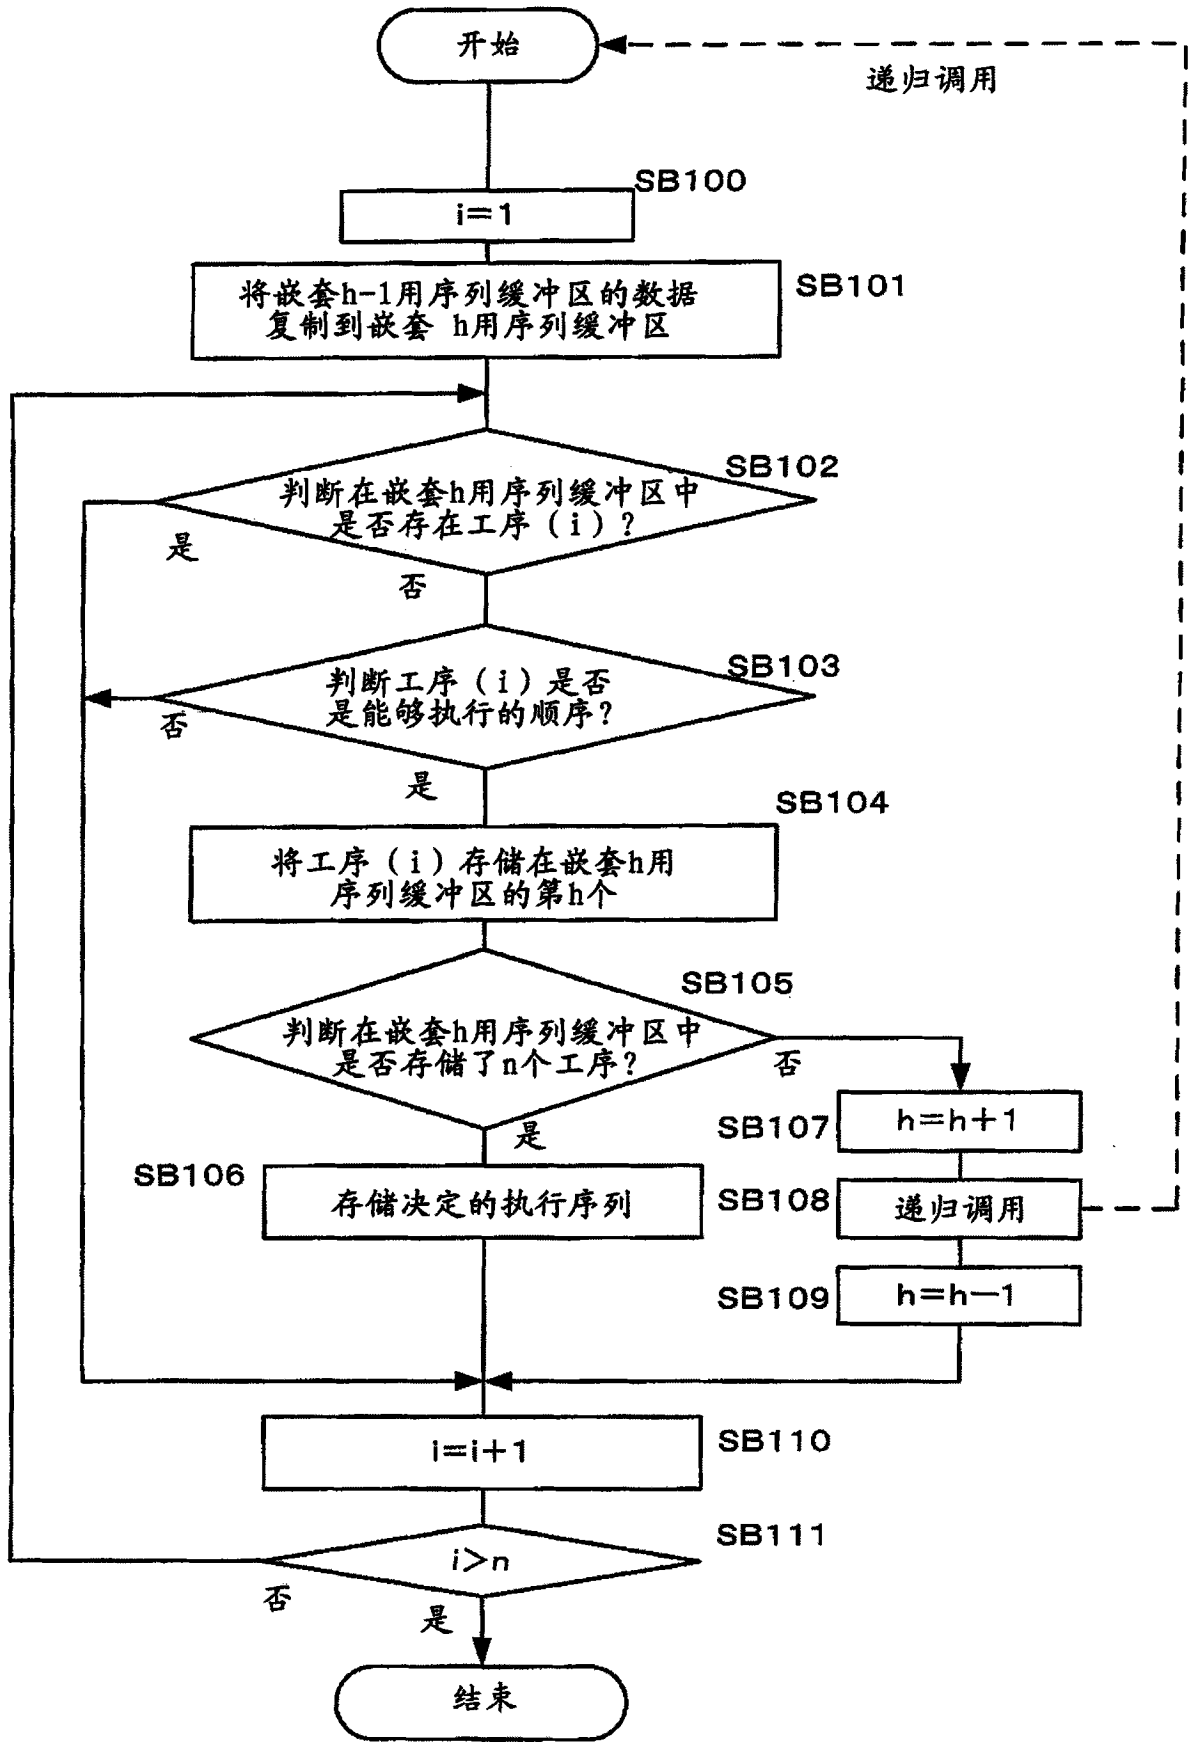 开始
递归调用
SB100
i=1
SB101
将嵌套h-1用序列缓冲区的数据
复制到嵌套 h用序列缓冲区
SB102
判断在嵌套h用序列缓冲区中
是否存在工序（i）？
是
否
SB103
判断工序（i）是否
是能够执行的顺序？
否
是
SB104
将工序（i）存储在嵌套h用
序列缓冲区的第h个
SB105
判断在嵌套h用序列缓冲区中
是否存储了n个工序？
否
是
SB107
h=h+1
SB106
存储决定的执行序列
SB108
递归调用
SB109
h=h-1
SB110
i=i+1
SB111
i>n
否
是
结束